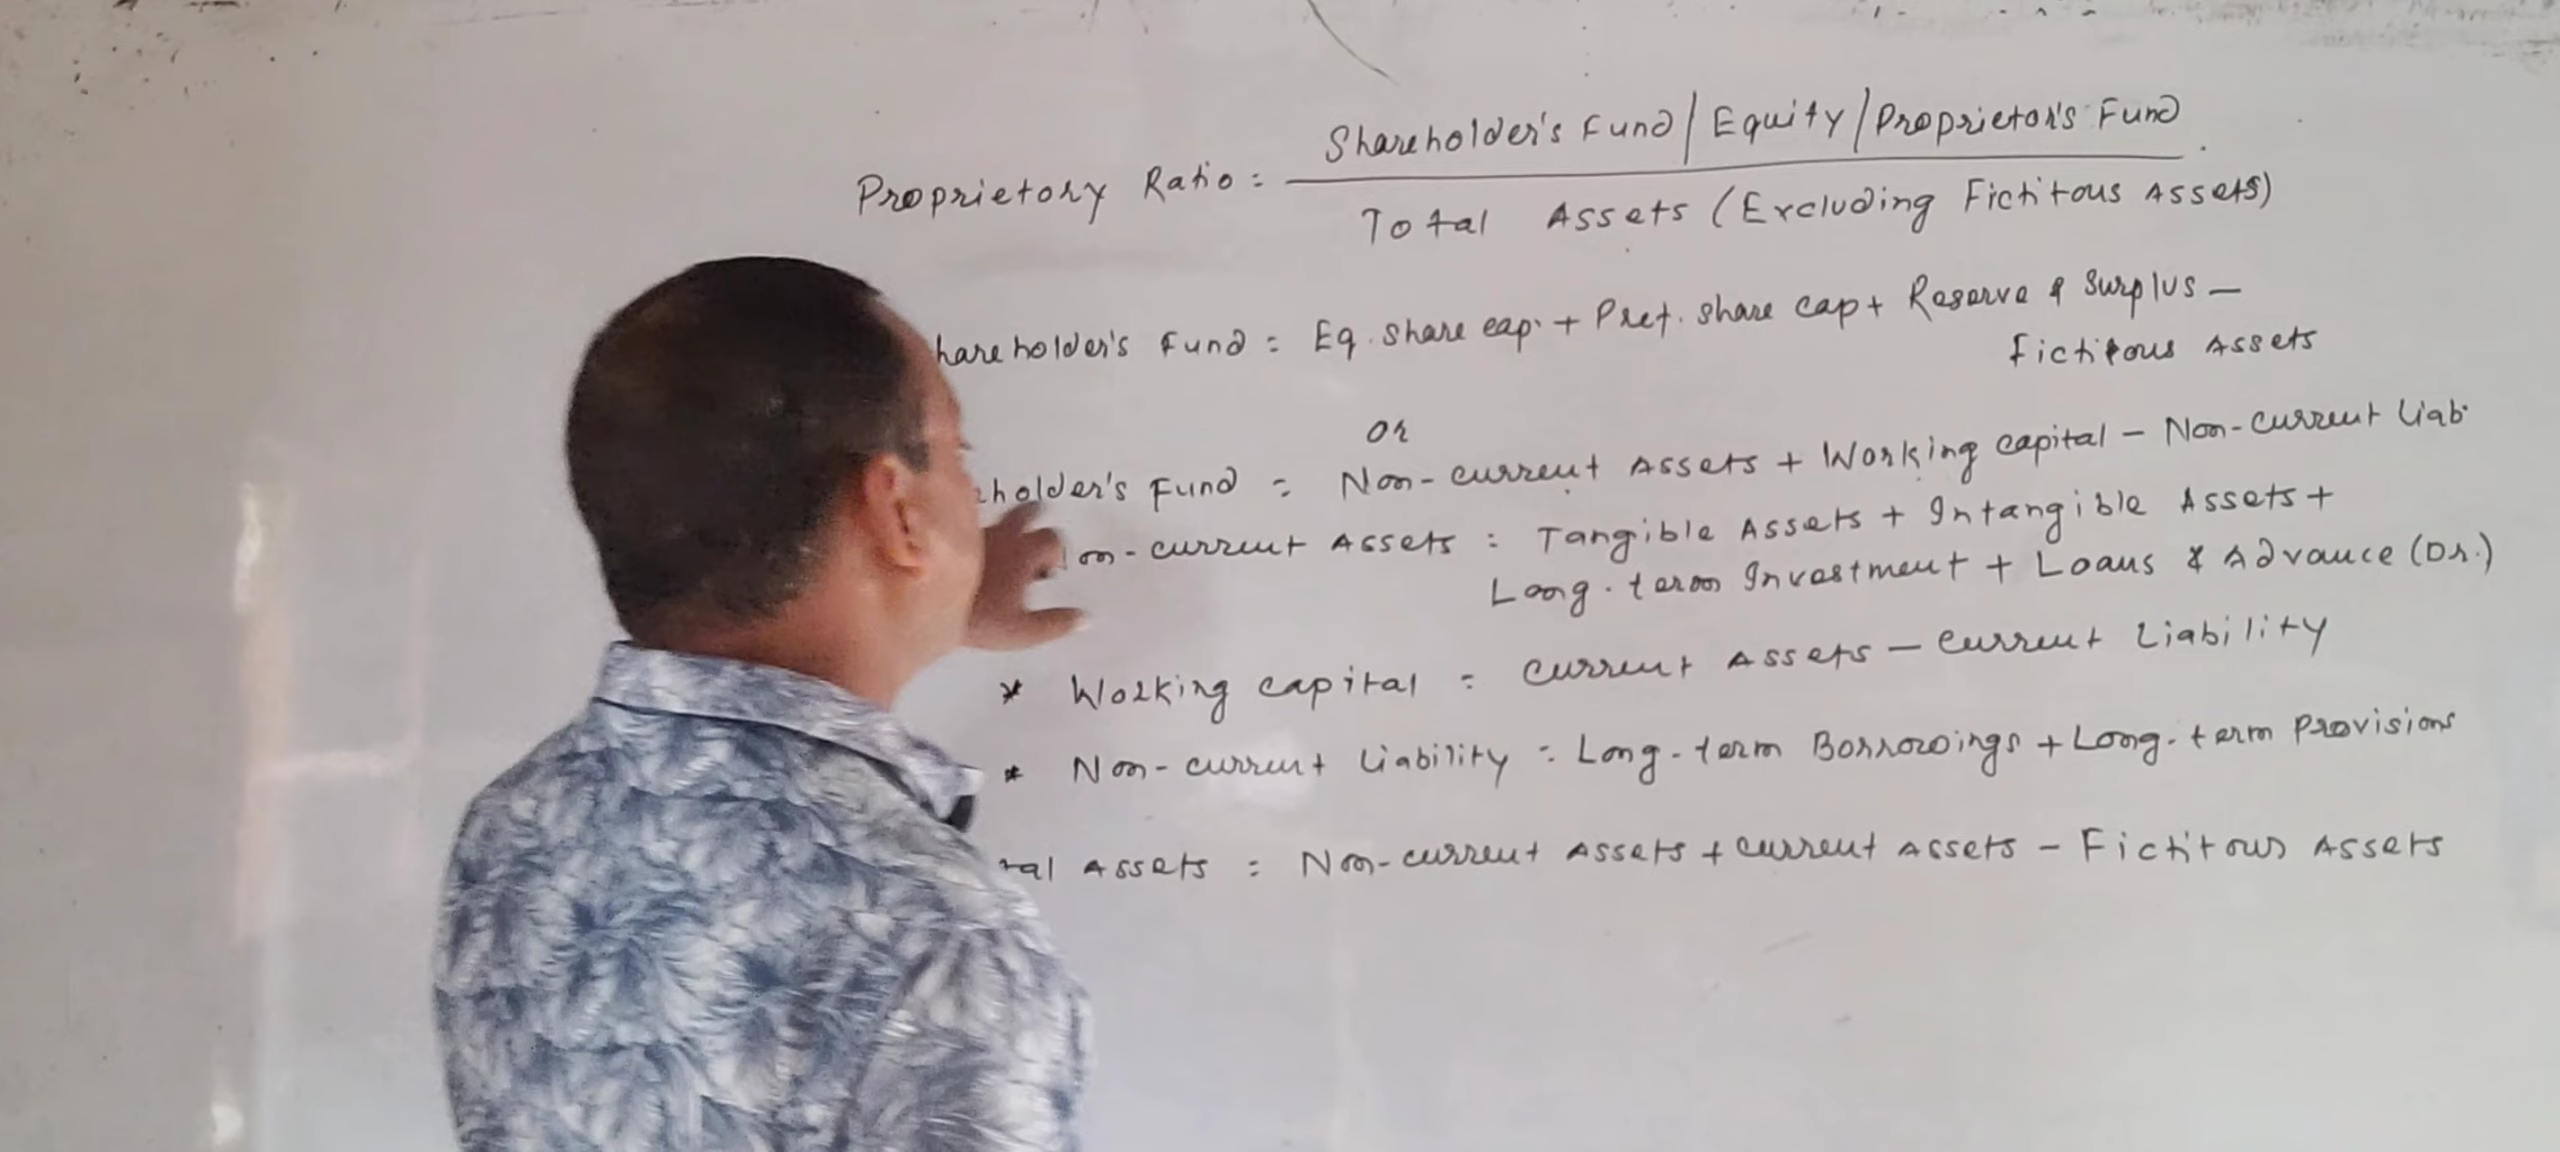 Shareholder's Fund/Equity/Proprietor's Fund
Proprietory Ratio =
Total Assets (Excluding Fictitous Assets)
hareholder's Fund = Eq. Share cap. + Pref. share cap + Reserve & Surplus –
Fictitous Assets
or
holder's Fund = Non-current Assets + Working capital – Non-current Liab.
on-current Assets = Tangible Assets + Intangible Assets +
Long-term Investment + Loans & Advance (Dr.)
* Working capital = current Assets – current Liability
* Non-current Liability = Long-term Borrowings + Long-term Provisions
tal Assets = Non-current Assets + current Assets – Fictitous Assets